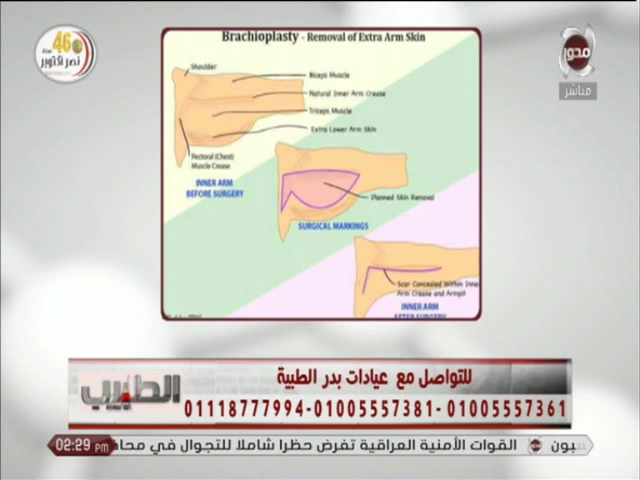 46 سنة
نصر أكتوبر
محور
مباشر
Brachioplasty - Removal of Extra Arm Skin
Shoulder
Biceps Muscle
Natural Inner Arm Crease
Triceps Muscle
Extra Lower Arm Skin
Pectoral (Chest)
Muscle Crease
INNER ARM
BEFORE SURGERY
Planned Skin Removal
SURGICAL MARKINGS
Scar Concealed Within Inner
Arm Crease and Armpit
INNER ARM
AFTER SURGERY
للتواصل مع عيادات بدر الطبية
الطبيب
01118777994-01005557381-01005557361
02:29 PM
القوات الأمنية العراقية تفرض حظرا شاملا للتجوال في محا